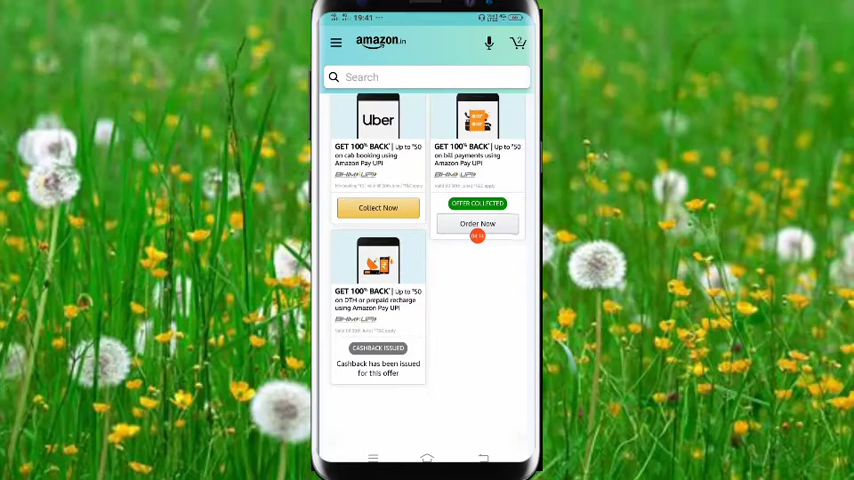 19:41
amazon.in
2
Search
Uber
GET 100% BACK* | Up to ₹50
on cab booking using
Amazon Pay UPI
BHIM UPI
Collect Now
GET 100% BACK* | Up to ₹50
on bill payments using
Amazon Pay UPI
BHIM UPI
OFFER COLLECTED
Order Now
GET 100% BACK* | Up to ₹50
on DTH or prepaid recharge
using Amazon Pay UPI
BHIM UPI
CASHBACK ISSUED
Cashback has been issued
for this offer